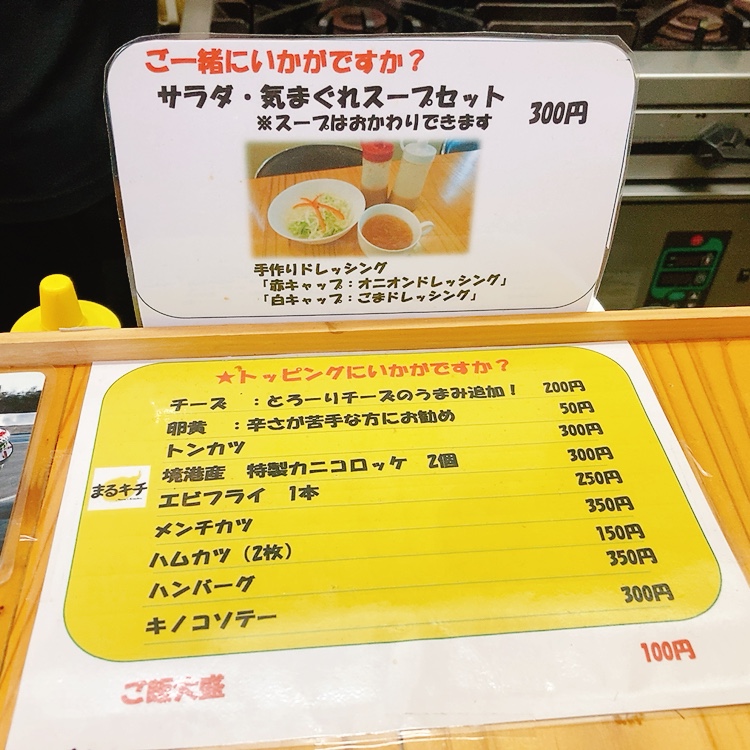 ご一緒にいかがですか？
サラダ・気まぐれスープセット 300円
※スープはおかわりできます
手作りドレッシング
「赤キャップ：オニオンドレッシング」
「白キャップ：ごまドレッシング」
★トッピングにいかがですか？
チーズ ：とろーりチーズのうまみ追加！ 200円
卵黄 ：辛さが苦手な方にお勧め 50円
トンカツ 300円
境港産 特製カニコロッケ 2個 300円
エビフライ 1本 250円
メンチカツ 350円
ハムカツ（2枚） 150円
ハンバーグ 350円
キノコソテー 300円
まるキチ
ご飯大盛 100円